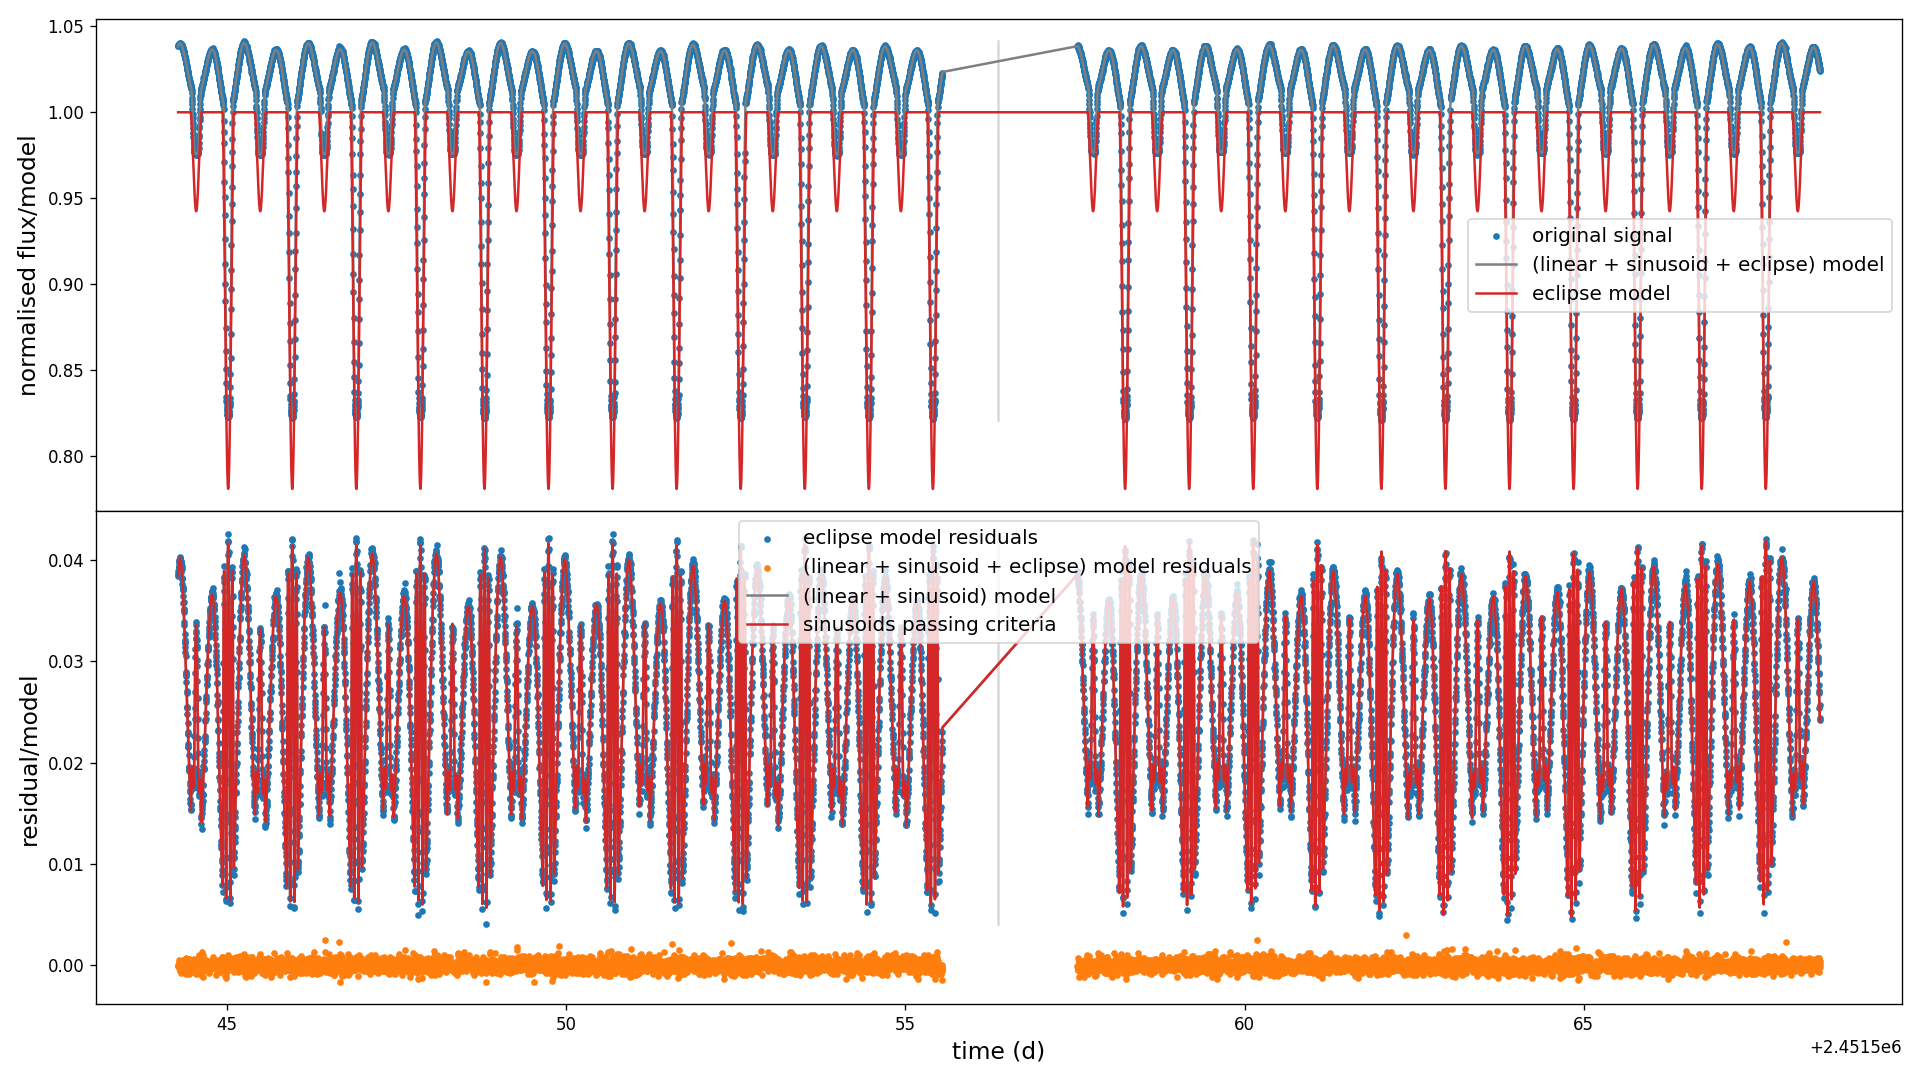 1.05
1.00
0.95
0.90
0.85
0.80
normalised flux/model
original signal
(linear + sinusoid + eclipse) model
eclipse model
0.04
0.03
0.02
0.01
0.00
residual/model
eclipse model residuals
(linear + sinusoid + eclipse) model residuals
(linear + sinusoid) model
sinusoids passing criteria
45 50 55 60 65
time (d)
+2.4515e6